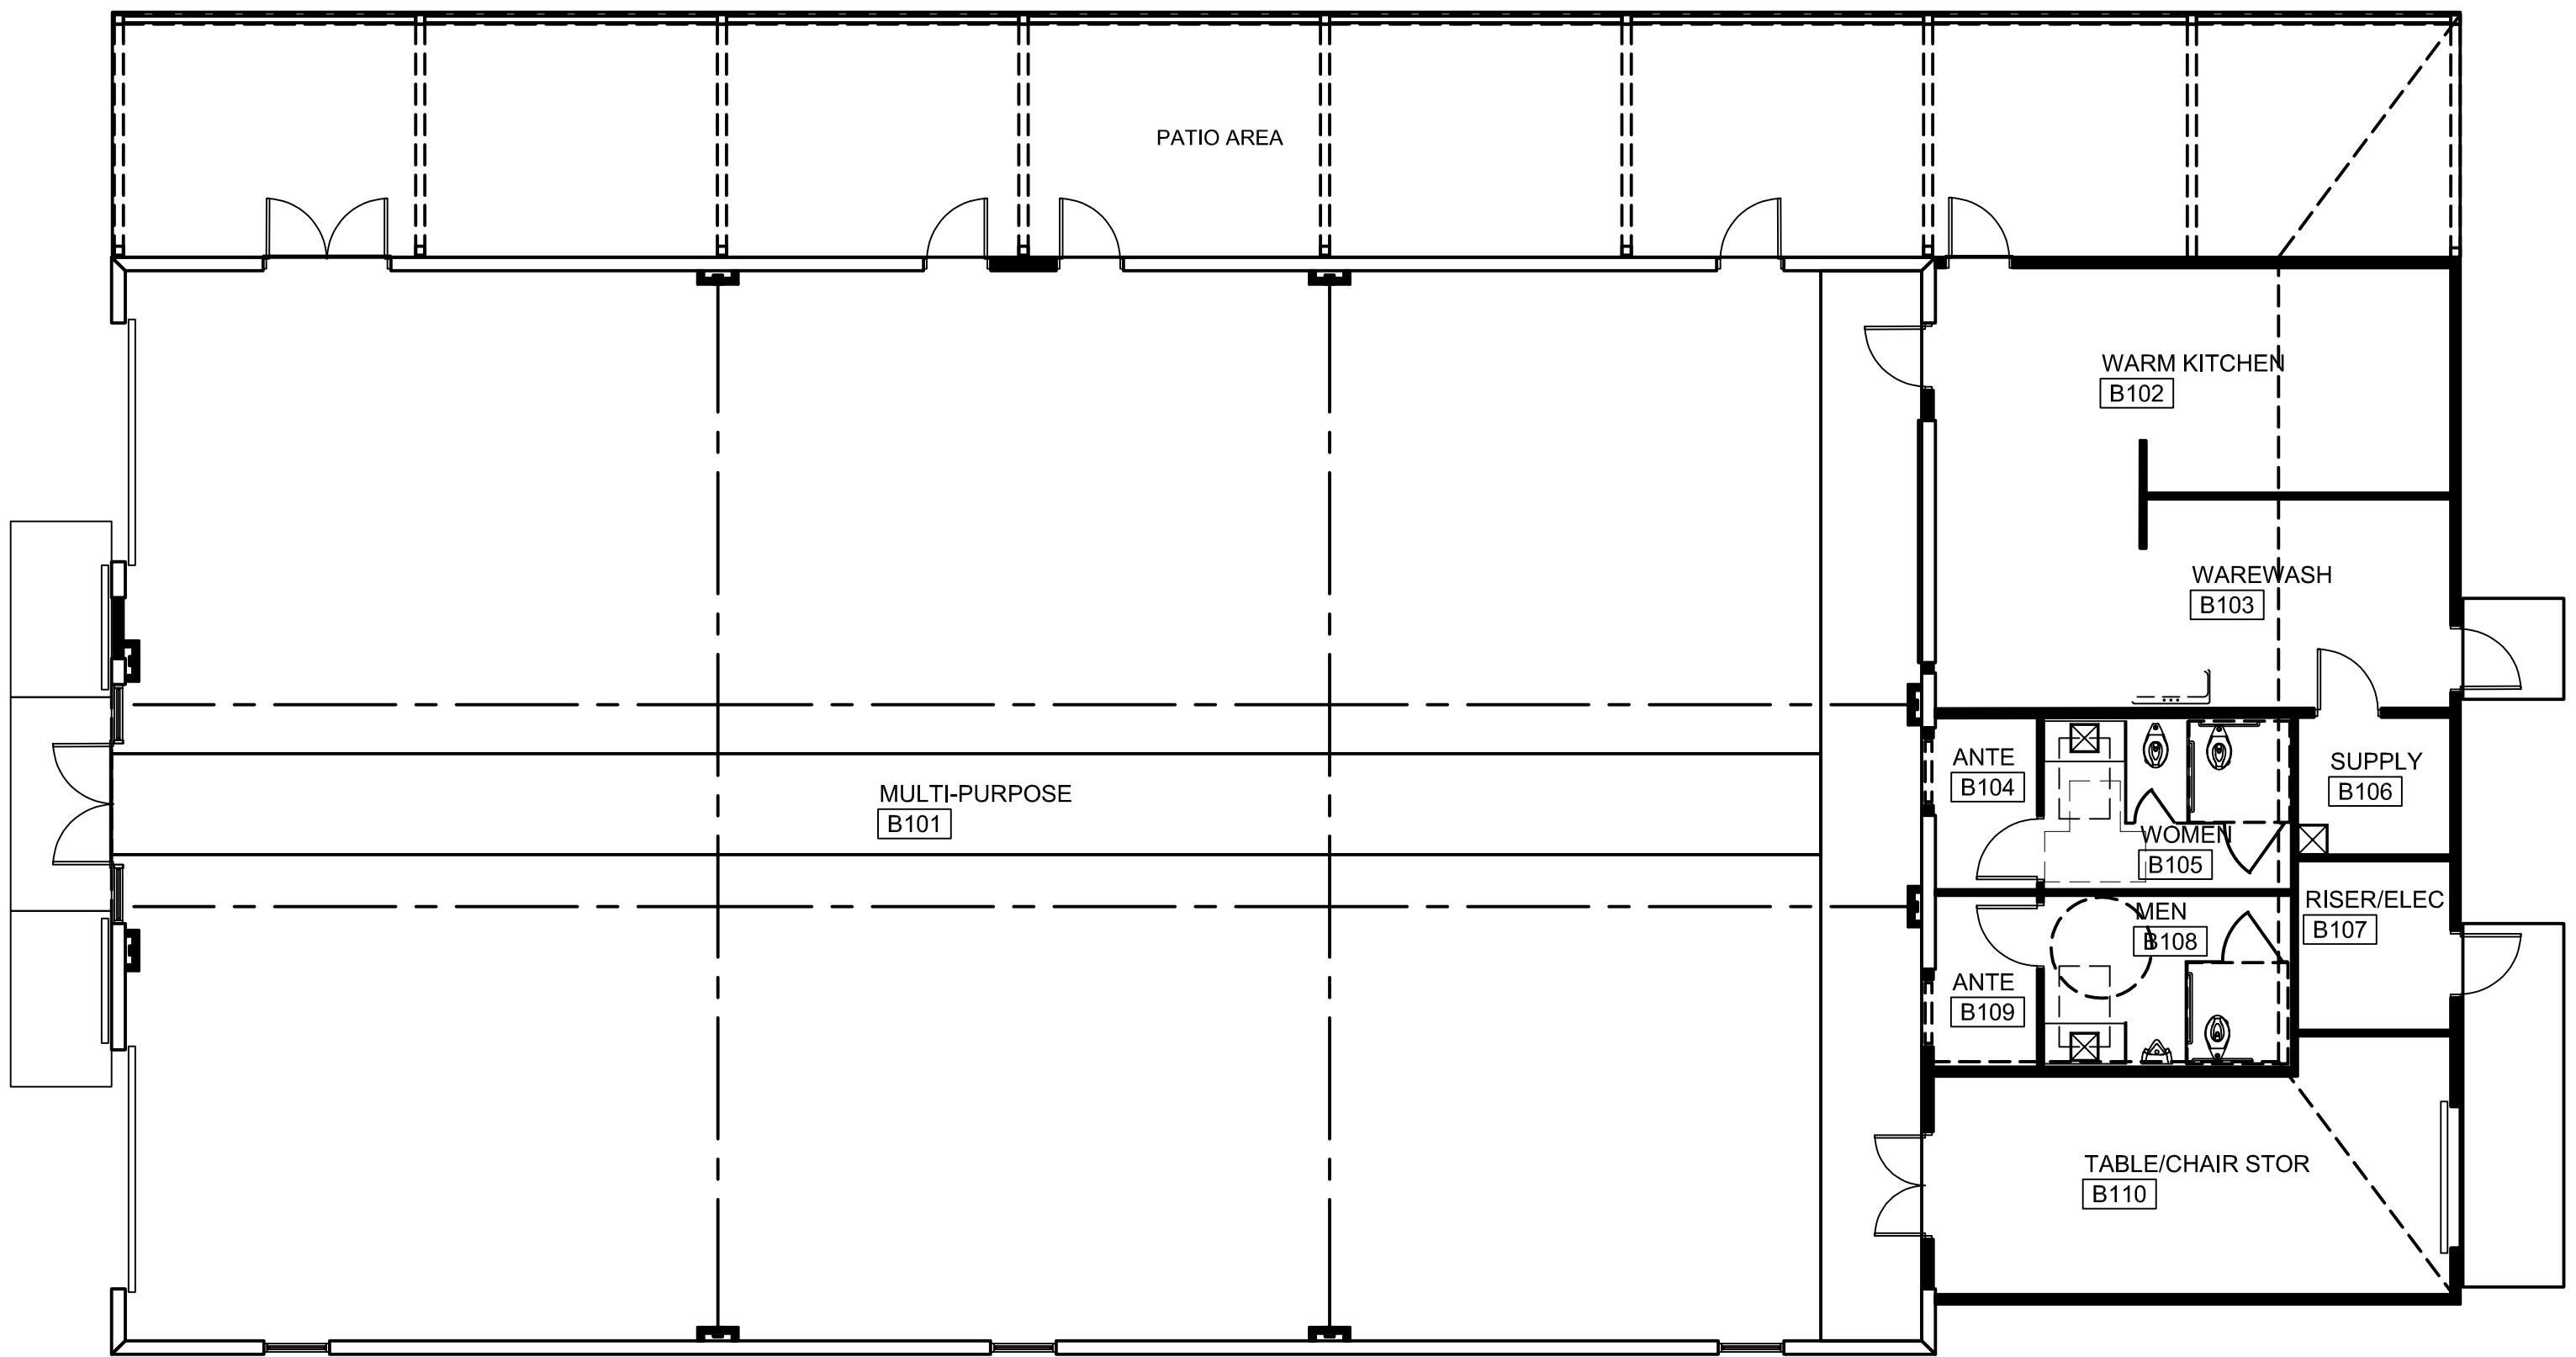 PATIO AREA
WARM KITCHEN
B102
WAREWASH
B103
ANTE
B104
SUPPLY
B106
MULTI-PURPOSE
B101
WOMEN
B105
RISER/ELEC
B107
MEN
B108
ANTE
B109
TABLE/CHAIR STOR
B110